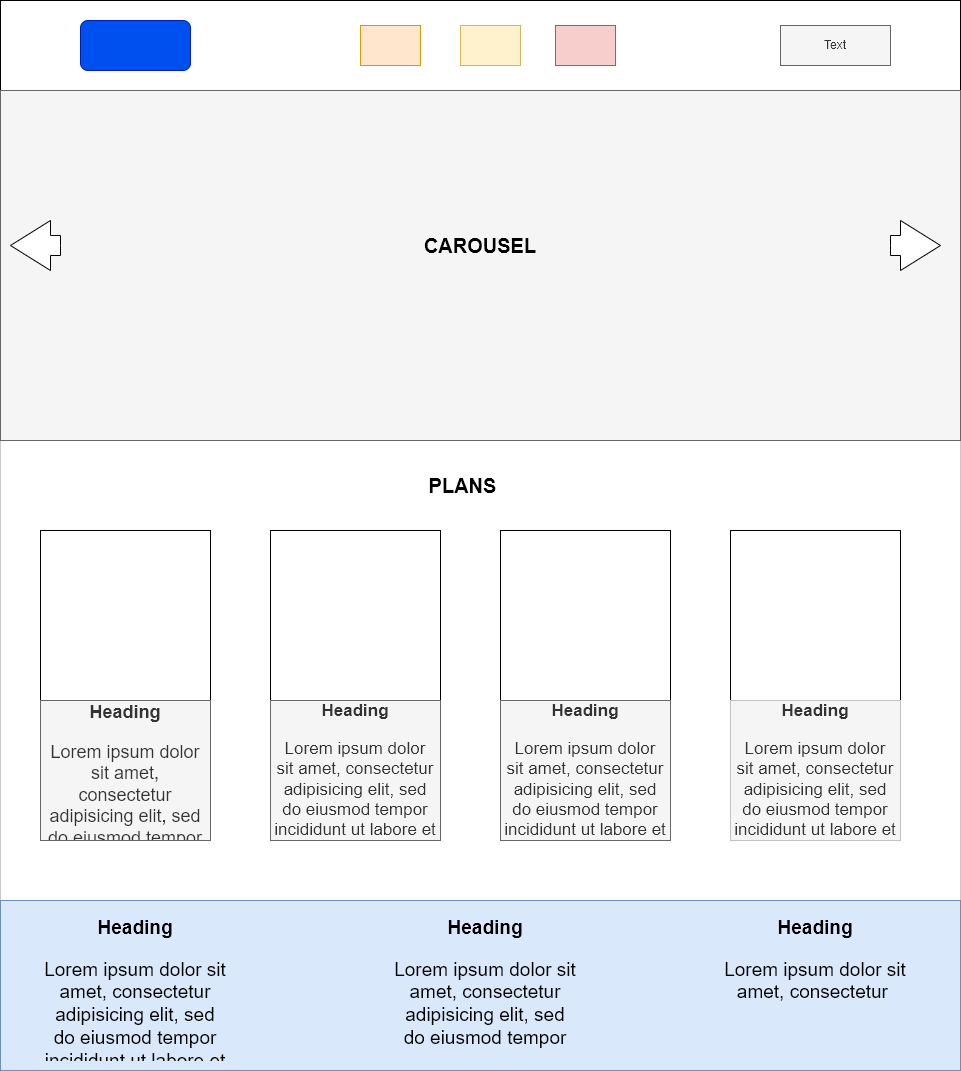 Text
CAROUSEL
PLANS
Heading
Lorem ipsum dolor
sit amet,
consectetur
adipisicing elit, sed
do eiusmod tempor
Heading
Lorem ipsum dolor
sit amet, consectetur
adipisicing elit, sed
do eiusmod tempor
incididunt ut labore et
Heading
Lorem ipsum dolor
sit amet, consectetur
adipisicing elit, sed
do eiusmod tempor
incididunt ut labore et
Heading
Lorem ipsum dolor
sit amet, consectetur
adipisicing elit, sed
do eiusmod tempor
incididunt ut labore et
Heading
Lorem ipsum dolor sit
amet, consectetur
adipisicing elit, sed
do eiusmod tempor
incididunt ut labore et
Heading
Lorem ipsum dolor sit
amet, consectetur
adipisicing elit, sed
do eiusmod tempor
Heading
Lorem ipsum dolor sit
amet, consectetur